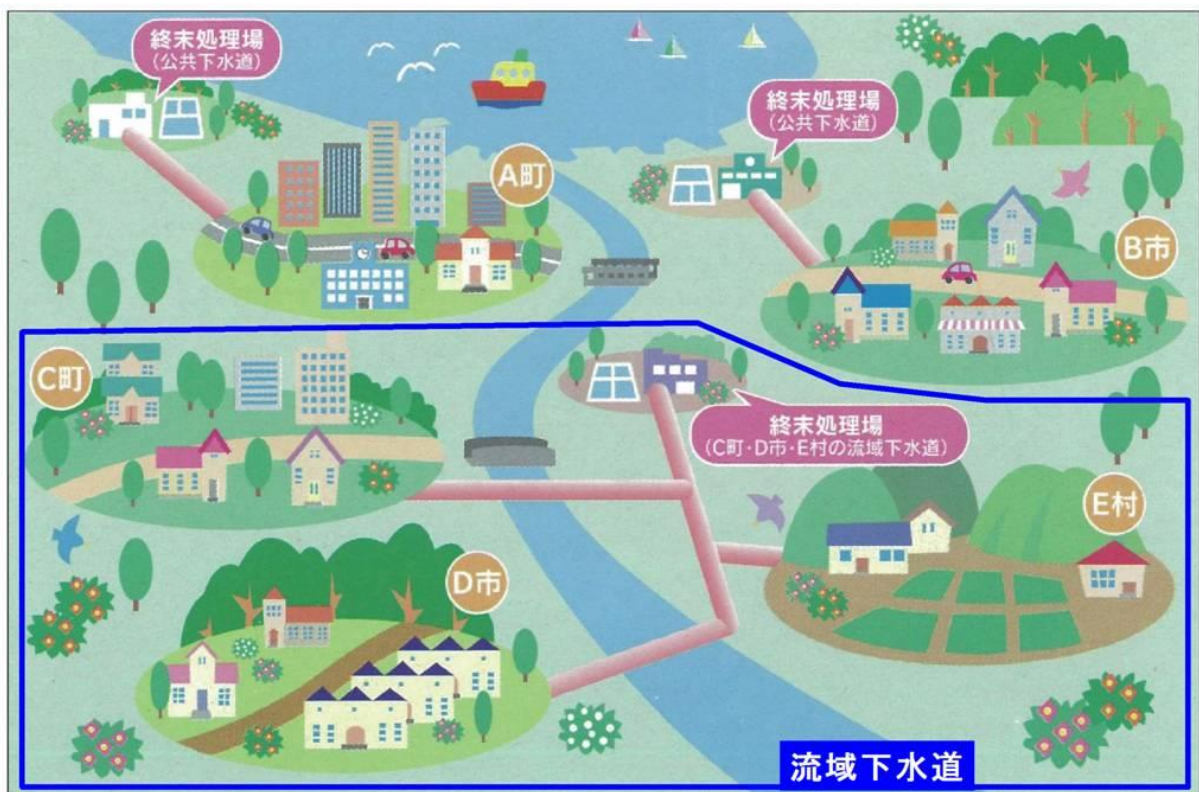 終末処理場
(公共下水道)
終末処理場
(公共下水道)
A町
B市
C町
終末処理場
(C町・D市・E村の流域下水道)
E村
D市
流域下水道